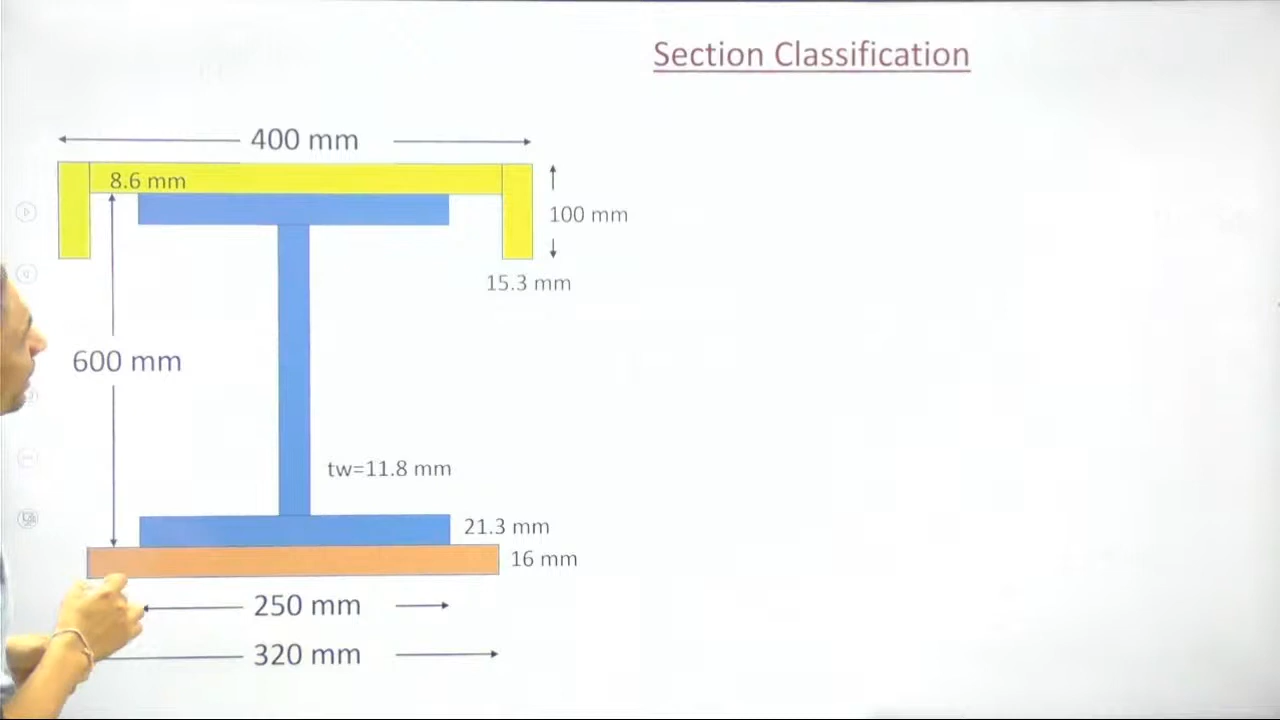 Section Classification
400 mm
8.6 mm
100 mm
15.3 mm
600 mm
tw=11.8 mm
21.3 mm
16 mm
250 mm
320 mm